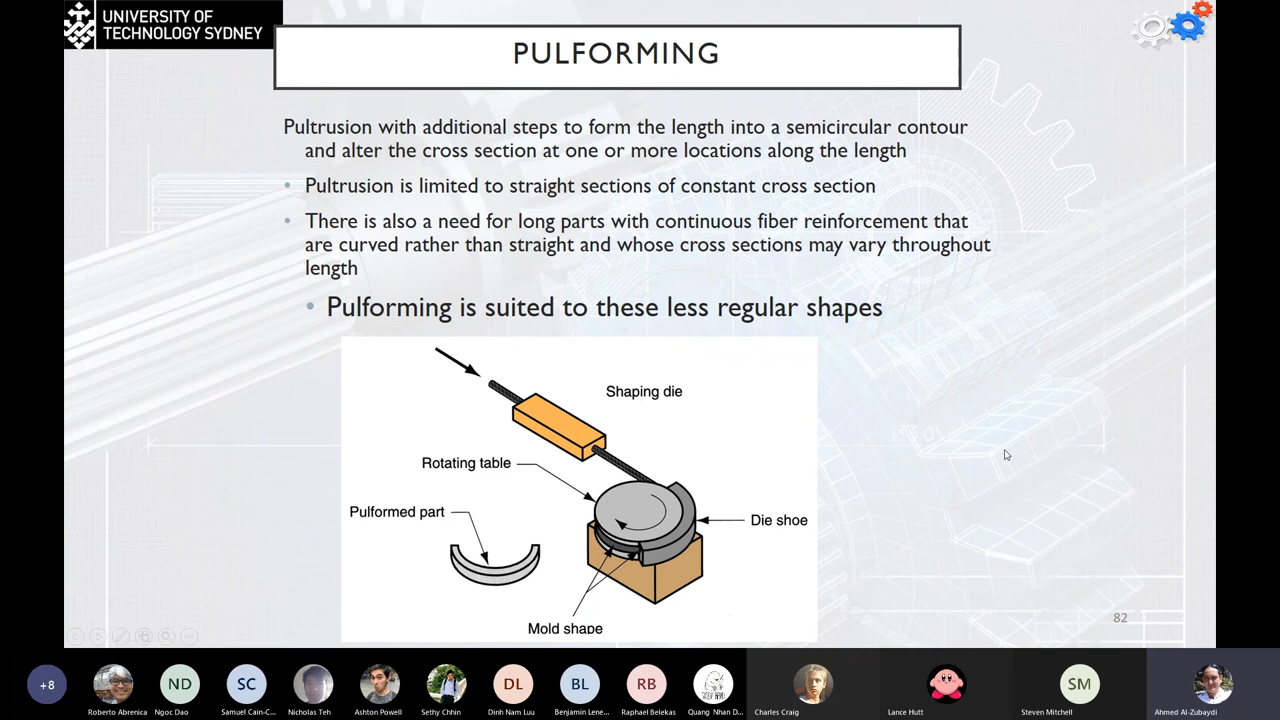 UNIVERSITY OF
TECHNOLOGY SYDNEY
PULFORMING
Pultrusion with additional steps to form the length into a semicircular contour
and alter the cross section at one or more locations along the length
• Pultrusion is limited to straight sections of constant cross section
• There is also a need for long parts with continuous fiber reinforcement that
are curved rather than straight and whose cross sections may vary throughout
length
• Pulforming is suited to these less regular shapes
Shaping die
Rotating table
Pulformed part
Die shoe
Mold shape
82
+8
ND
SC
DL
BL
RB
SM
Roberto Abrenica
Ngoc Dao
Samuel Cain-C...
Nicholas Teh
Ashton Powell
Sethy Chhin
Dinh Nam Luu
Benjamin Lene...
Raphael Belekas
Quang Nhan D...
Charles Craig
Lance Hutt
Steven Mitchell
Ahmed Al-Zubaydi